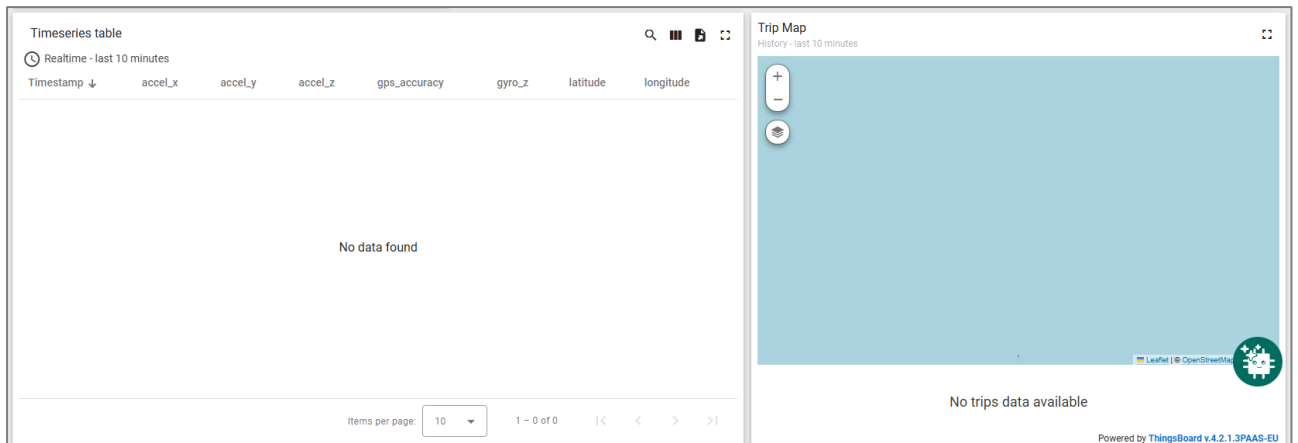 Timeseries table
Realtime - last 10 minutes
Timestamp accel_x accel_y accel_z gps_accuracy gyro_z latitude longitude
No data found
Items per page: 10 1 – 0 of 0
Trip Map
History - last 10 minutes
+
−
Leaflet | © OpenStreetMap
No trips data available
Powered by ThingsBoard v.4.2.1.3PAAS-EU